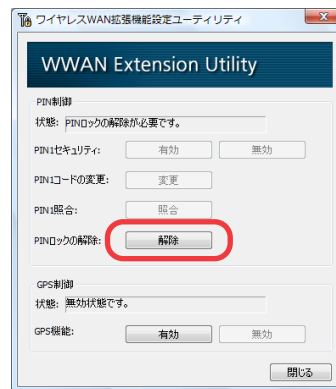 ワイヤレスWAN拡張機能設定ユーティリティ
WWAN Extension Utility
PIN制御
状態: PINロックの解除が必要です。
PIN1セキュリティ: 有効 無効
PIN1コードの変更: 変更
PIN1照合: 照合
PINロックの解除: 解除
GPS制御
状態: 無効状態です。
GPS機能: 有効 無効
閉じる